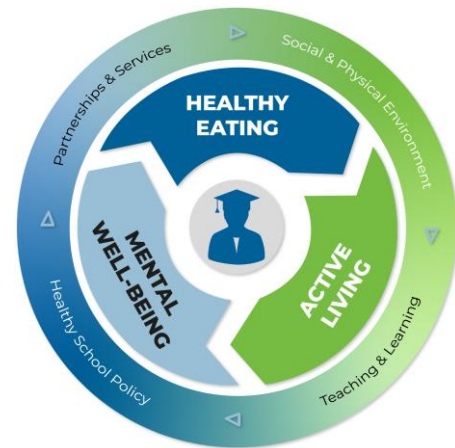 Partnerships & Services
Social & Physical Environment
HEALTHY
EATING
MENTAL
WELL-BEING
ACTIVE
LIVING
Healthy School Policy
Teaching & Learning